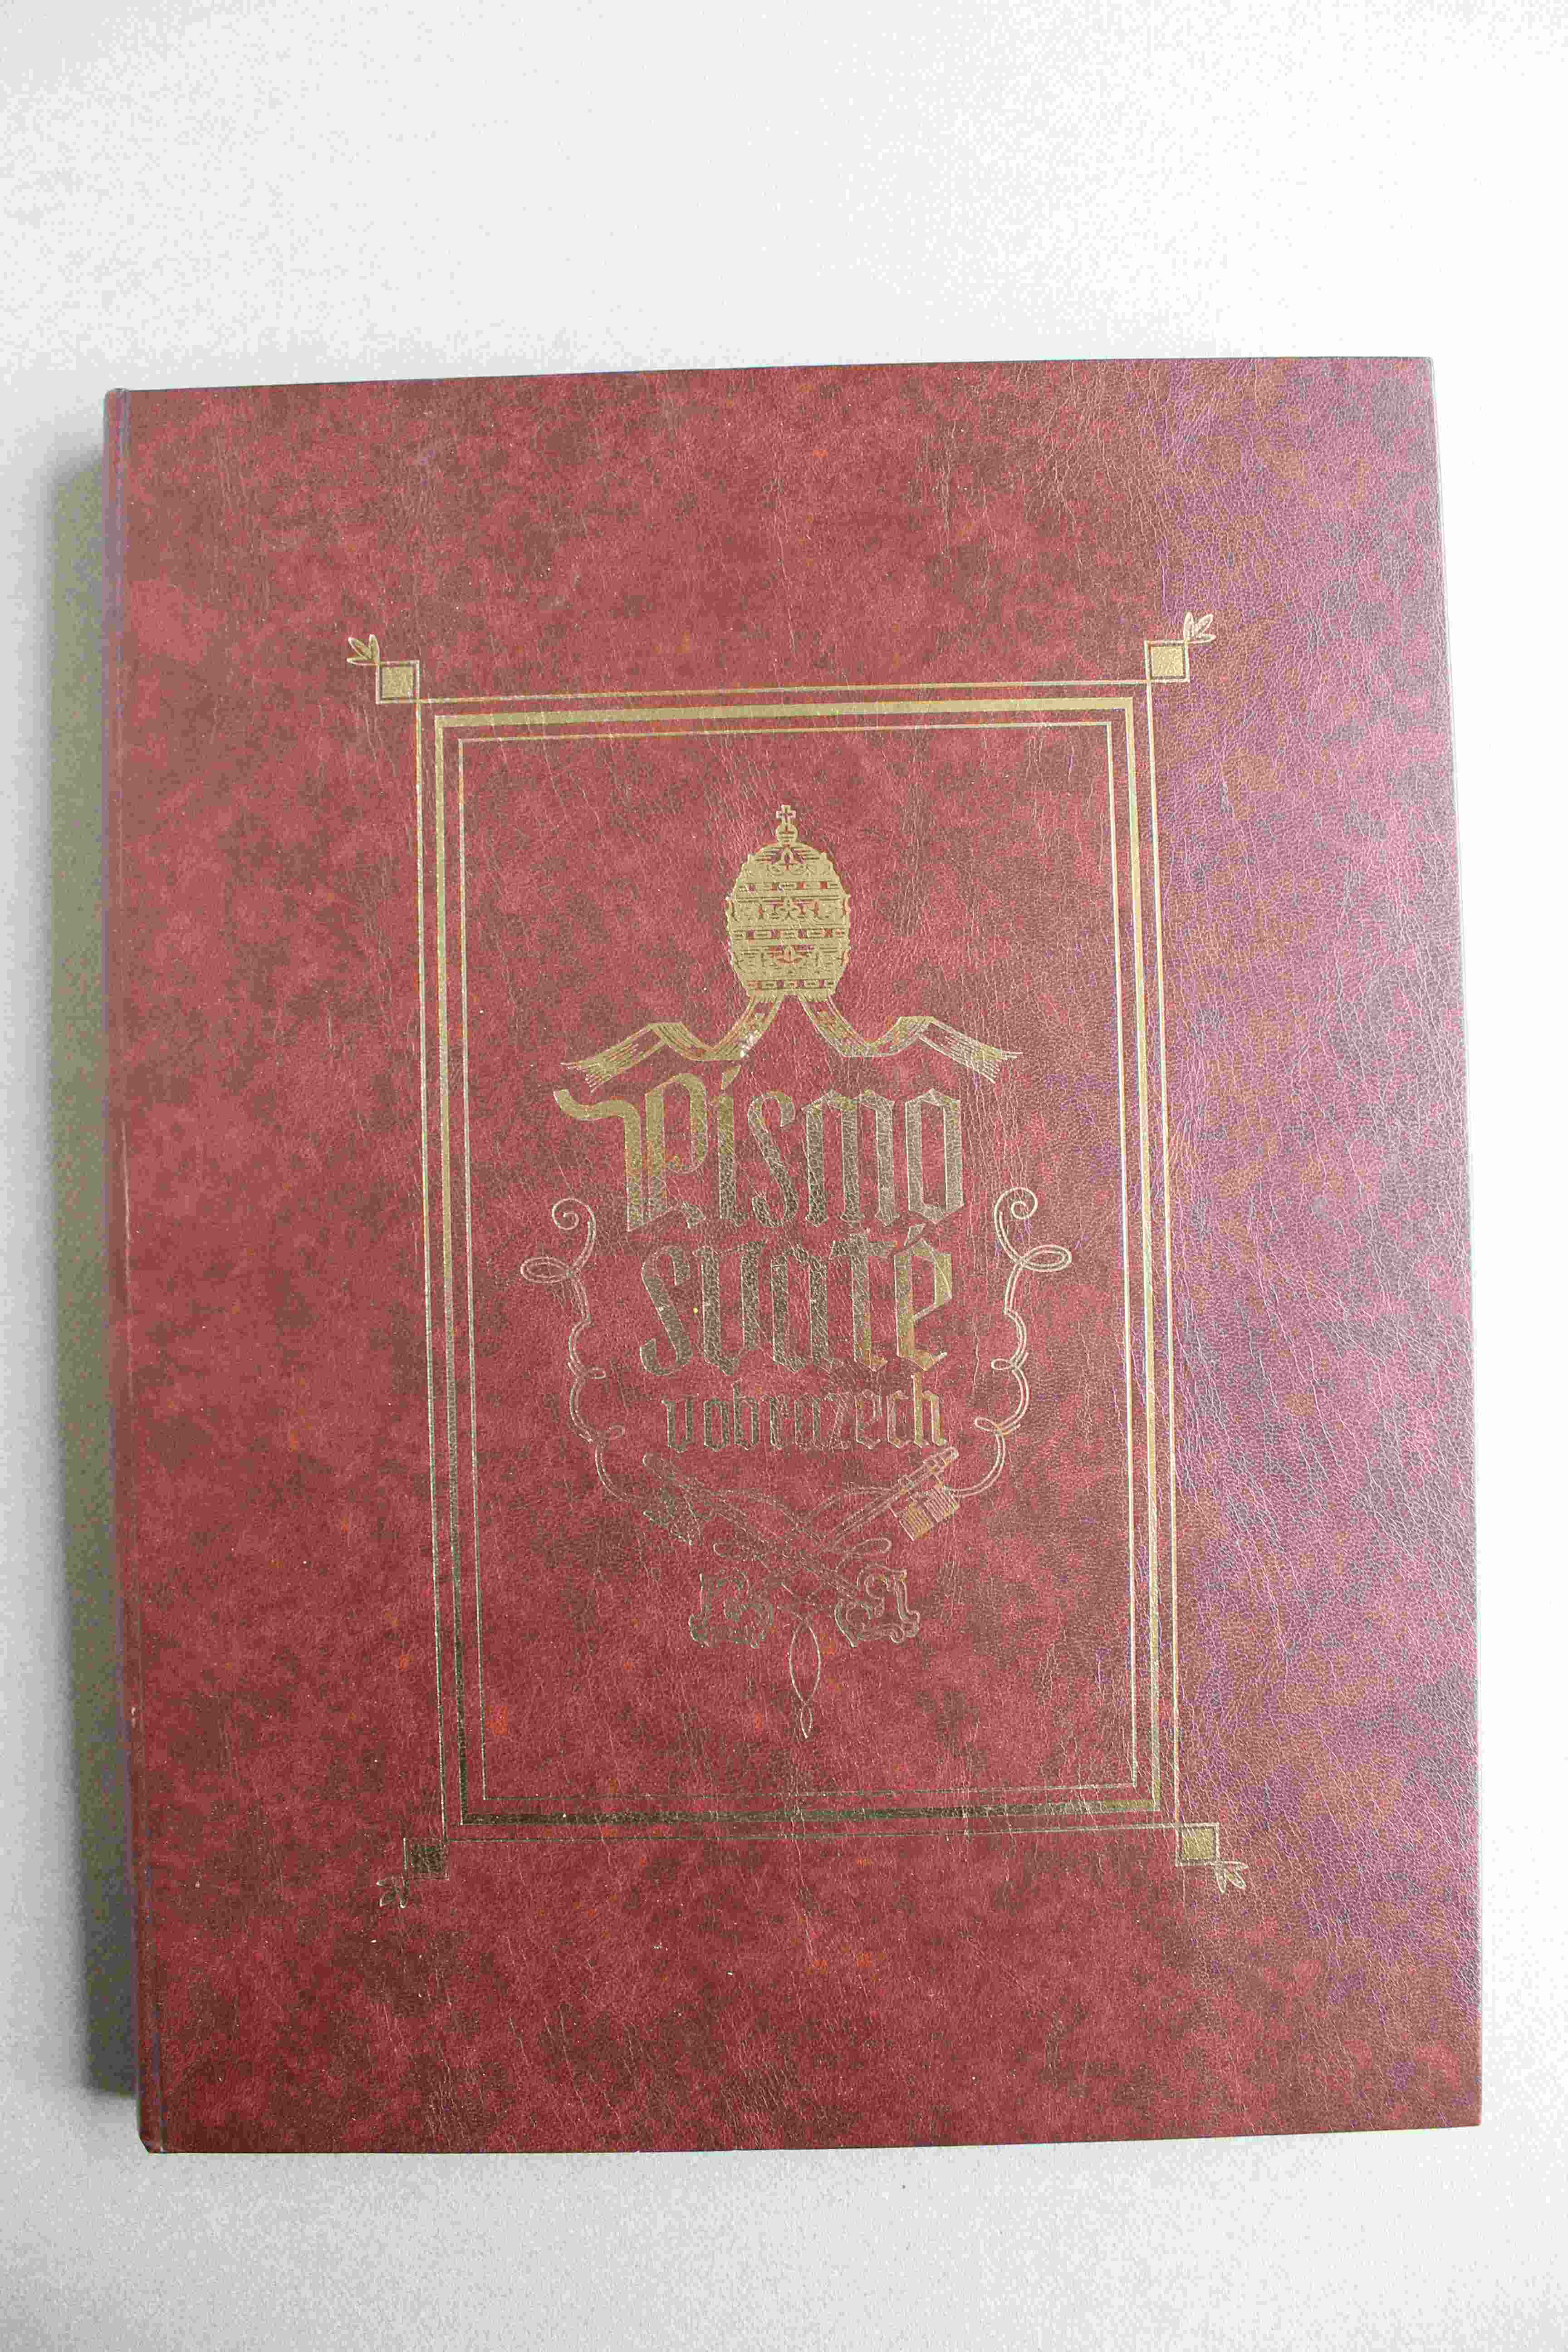 Písmo
svaté
v obrazech